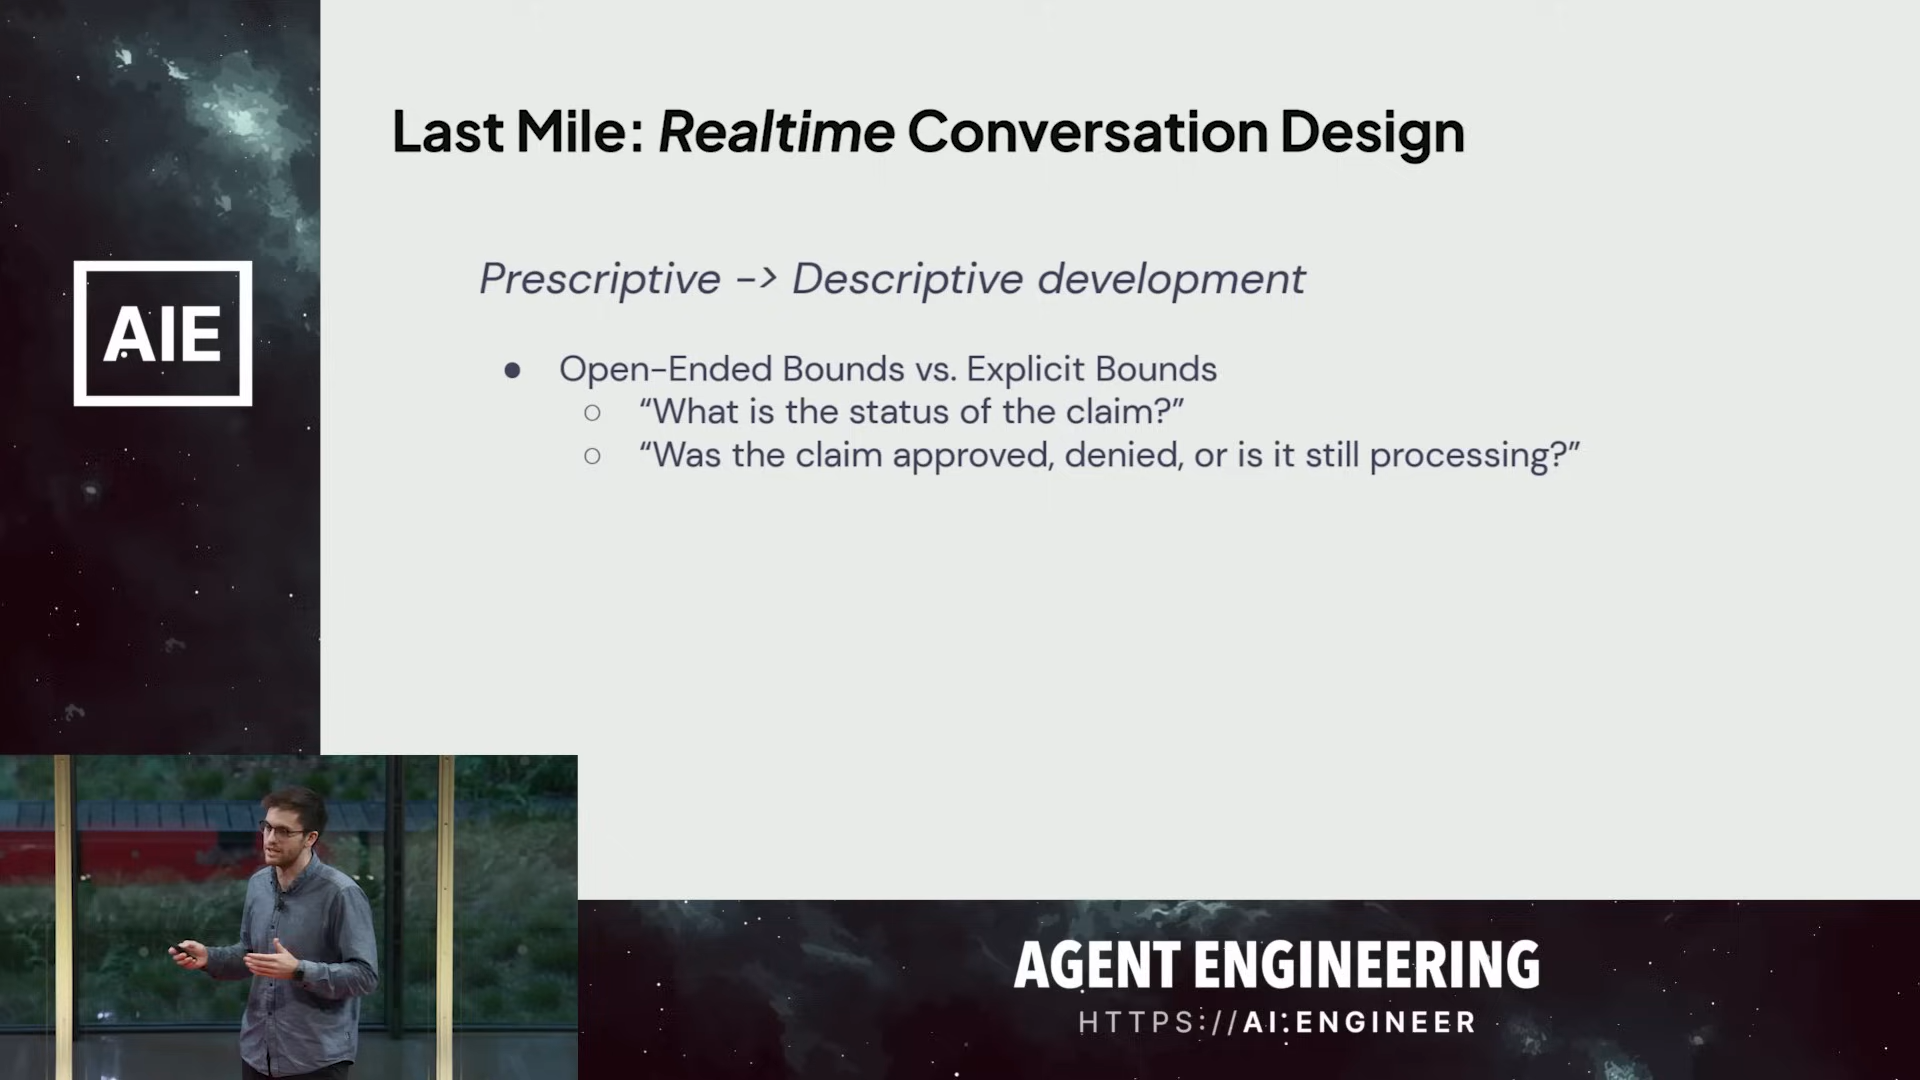 Last Mile: Realtime Conversation Design
Prescriptive -> Descriptive development
● Open-Ended Bounds vs. Explicit Bounds
○ “What is the status of the claim?”
○ “Was the claim approved, denied, or is it still processing?”
AIE
AGENT ENGINEERING
HTTPS://AI.ENGINEER